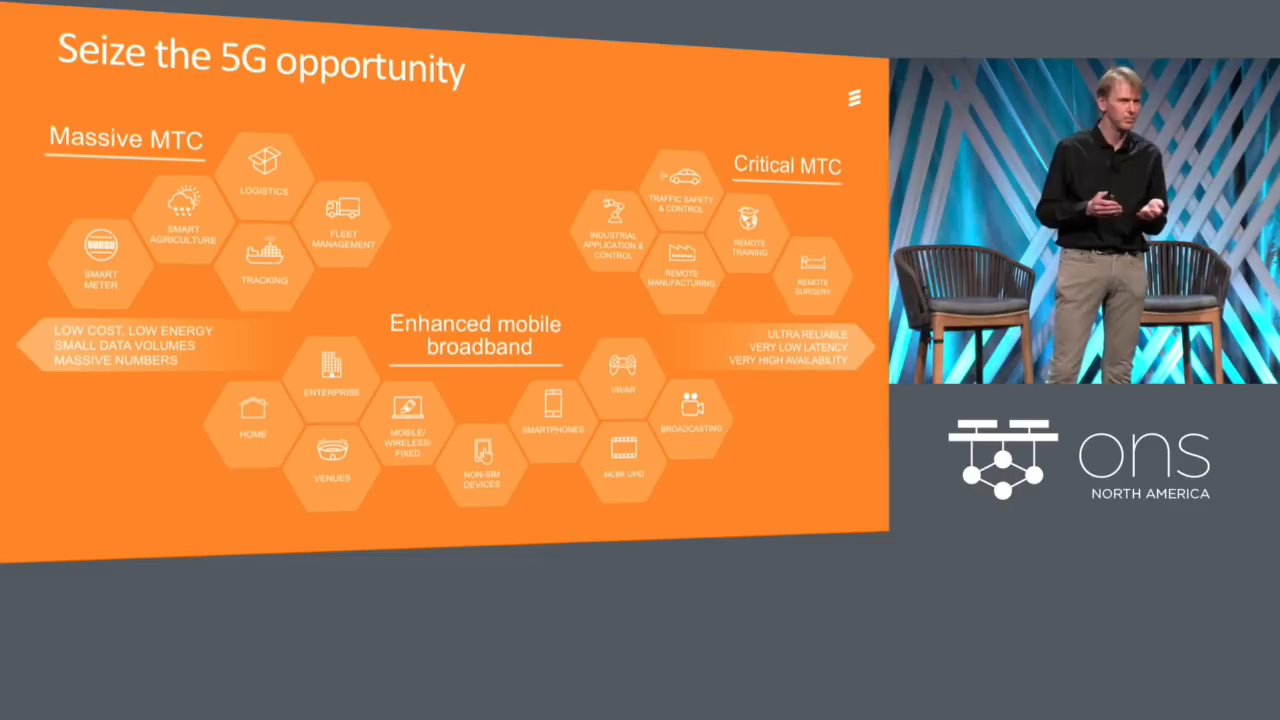 Seize the 5G opportunity
Massive MTC
LOGISTICS
SMART
AGRICULTURE
FLEET
MANAGEMENT
SMART
METER
TRACKING
LOW COST, LOW ENERGY
SMALL DATA VOLUMES
MASSIVE NUMBERS
Enhanced mobile
broadband
ENTERPRISE
HOME
MOBILE/
WIRELESS/
FIXED
VENUES
NON-SIM
DEVICES
SMARTPHONES
VR/AR
BROADCASTING
4K/8K UHD
Critical MTC
TRAFFIC SAFETY
& CONTROL
INDUSTRIAL
APPLICATION &
CONTROL
REMOTE
TRAINING
REMOTE
MANUFACTURING
REMOTE
SURGERY
ULTRA RELIABLE
VERY LOW LATENCY
VERY HIGH AVAILABILITY
ons
NORTH AMERICA